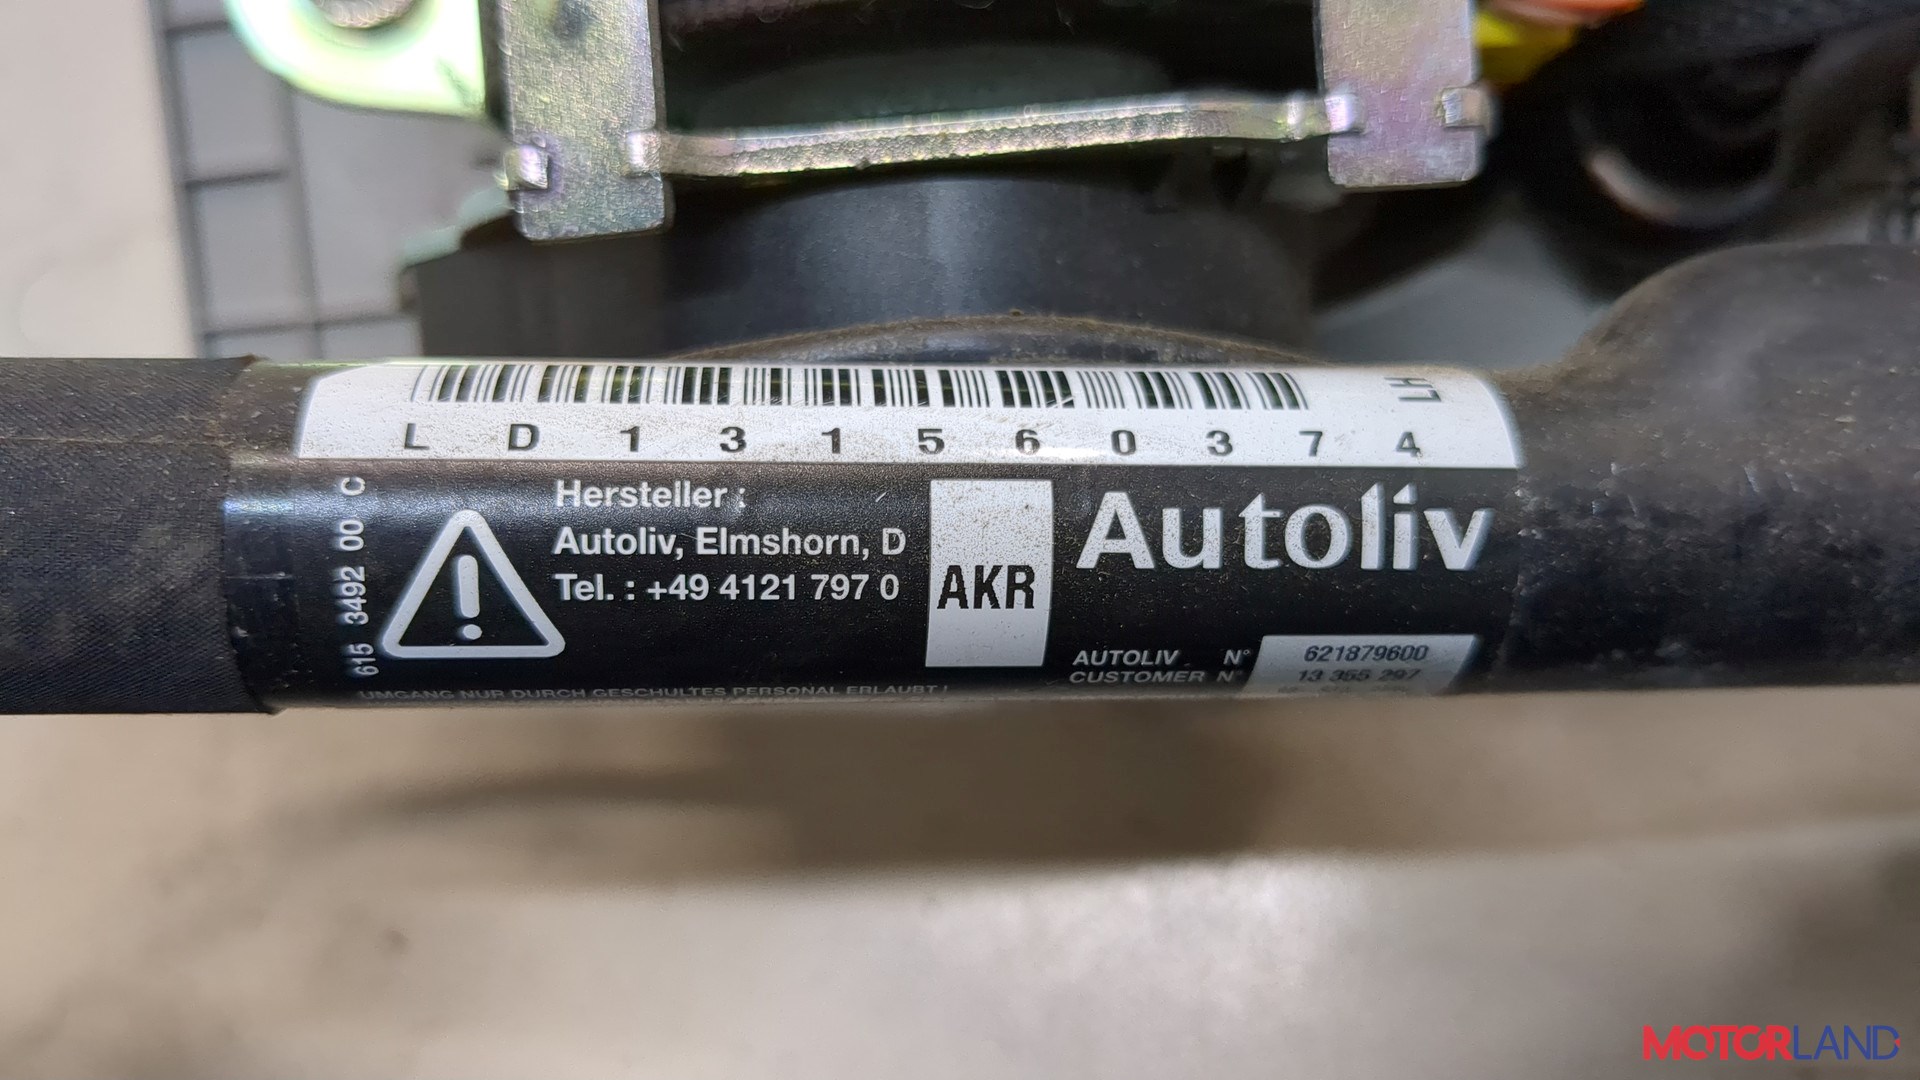 LH
L D 1 3 1 5 6 0 3 7 4
615 3492 00 C
Hersteller :
Autoliv, Elmshorn, D
Tel. : +49 4121 797 0
AKR
Autoliv
AUTOLIV N° 621879600
CUSTOMER N° 13 355 297
UMGANG NUR DURCH GESCHULTES PERSONAL ERLAUBT !
MOTORLAND